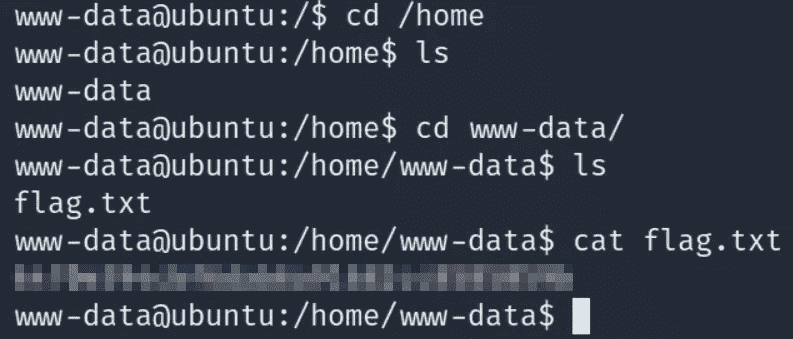 www-data@ubuntu:/$ cd /home
www-data@ubuntu:/home$ ls
www-data
www-data@ubuntu:/home$ cd www-data/
www-data@ubuntu:/home/www-data$ ls
flag.txt
www-data@ubuntu:/home/www-data$ cat flag.txt
www-data@ubuntu:/home/www-data$